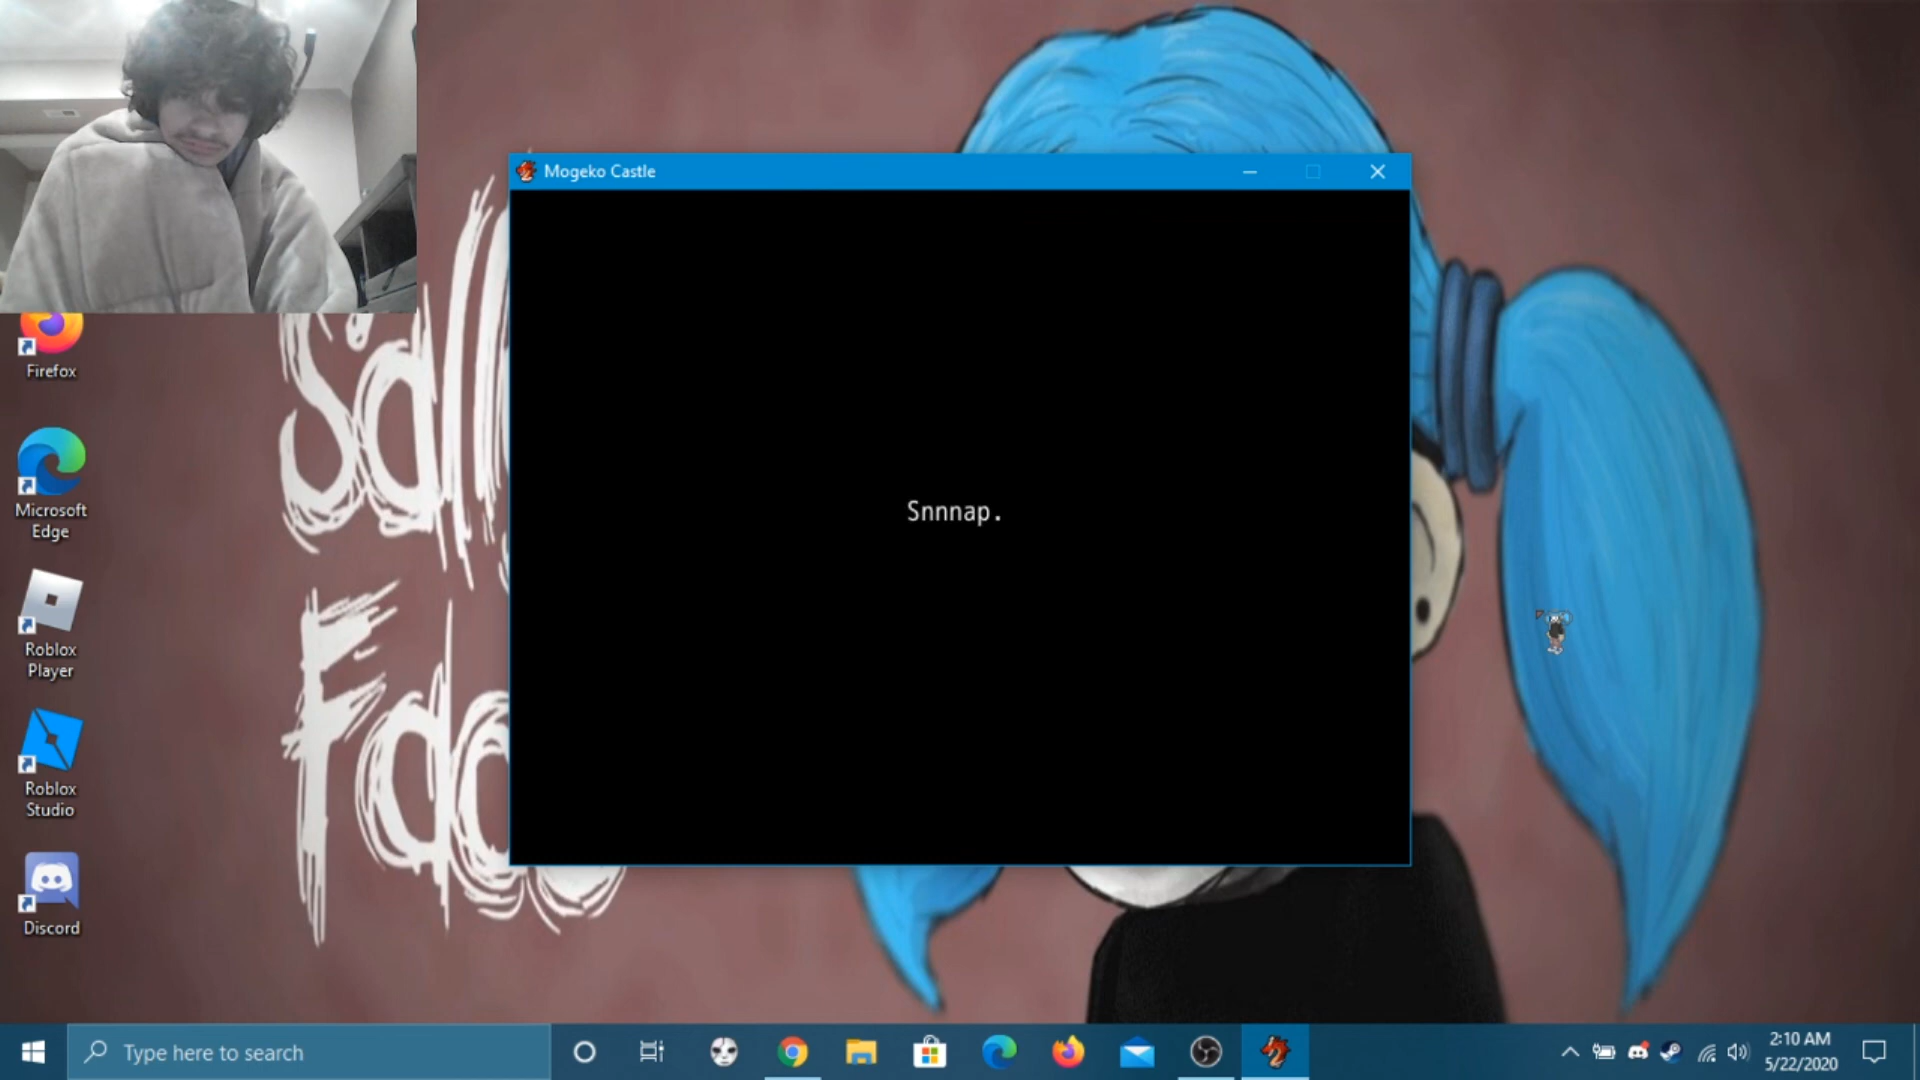 Mogeko Castle
Sally
Snnnap.
Firefox
Microsoft
Edge
Roblox
Player
Roblox
Studio
Discord
Type here to search
2:10 AM
5/22/2020